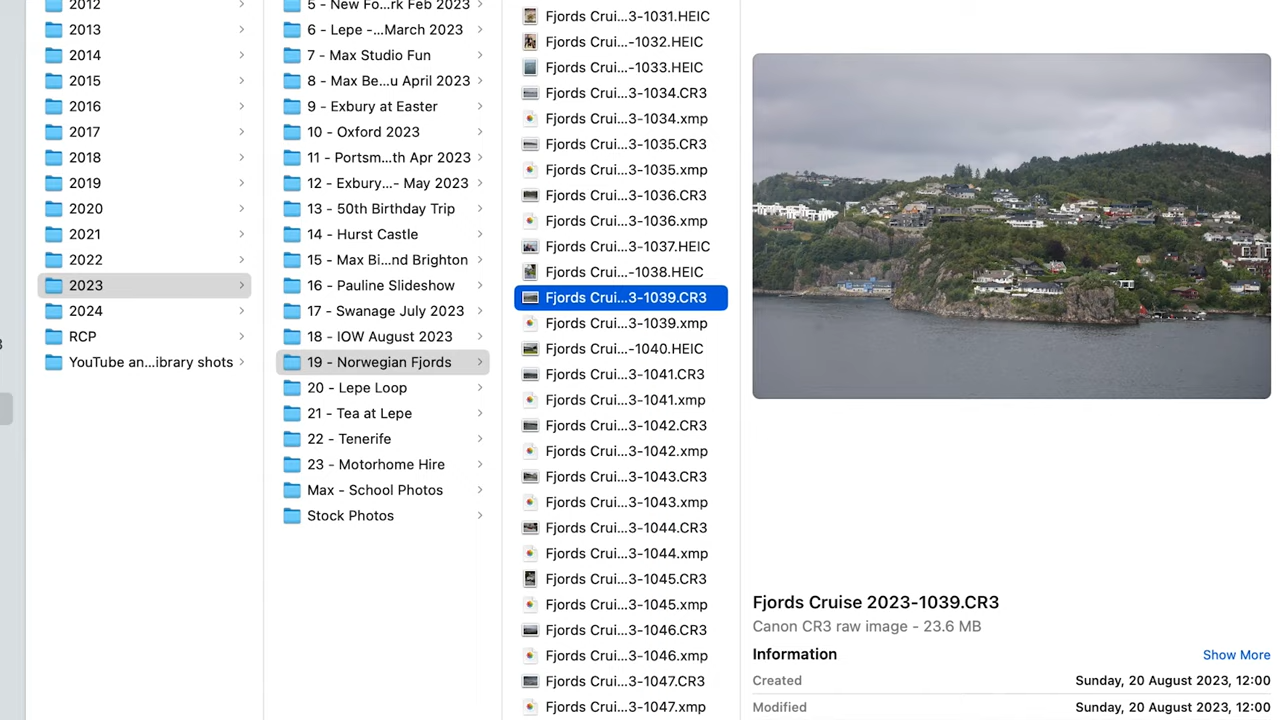 2012
2013
2014
2015
2016
2017
2018
2019
2020
2021
2022
2023
2024
RCP
YouTube an...ibrary shots
5 - New Fo...rk Feb 2023
6 - Lepe -...March 2023
7 - Max Studio Fun
8 - Max Be...u April 2023
9 - Exbury at Easter
10 - Oxford 2023
11 - Portsm...th Apr 2023
12 - Exbury...- May 2023
13 - 50th Birthday Trip
14 - Hurst Castle
15 - Max Bi...nd Brighton
16 - Pauline Slideshow
17 - Swanage July 2023
18 - IOW August 2023
19 - Norwegian Fjords
20 - Lepe Loop
21 - Tea at Lepe
22 - Tenerife
23 - Motorhome Hire
Max - School Photos
Stock Photos
Fjords Crui...3-1031.HEIC
Fjords Crui...-1032.HEIC
Fjords Crui...-1033.HEIC
Fjords Crui...3-1034.CR3
Fjords Crui...3-1034.xmp
Fjords Crui...3-1035.CR3
Fjords Crui...3-1035.xmp
Fjords Crui...3-1036.CR3
Fjords Crui...3-1036.xmp
Fjords Crui...3-1037.HEIC
Fjords Crui...-1038.HEIC
Fjords Crui...3-1039.CR3
Fjords Crui...3-1039.xmp
Fjords Crui...-1040.HEIC
Fjords Crui...3-1041.CR3
Fjords Crui...3-1041.xmp
Fjords Crui...3-1042.CR3
Fjords Crui...3-1042.xmp
Fjords Crui...3-1043.CR3
Fjords Crui...3-1043.xmp
Fjords Crui...3-1044.CR3
Fjords Crui...3-1044.xmp
Fjords Crui...3-1045.CR3
Fjords Crui...3-1045.xmp
Fjords Crui...3-1046.CR3
Fjords Crui...3-1046.xmp
Fjords Crui...3-1047.CR3
Fjords Crui...3-1047.xmp
Fjords Cruise 2023-1039.CR3
Canon CR3 raw image - 23.6 MB
Information Show More
Created Sunday, 20 August 2023, 12:00
Modified Sunday, 20 August 2023, 12:00